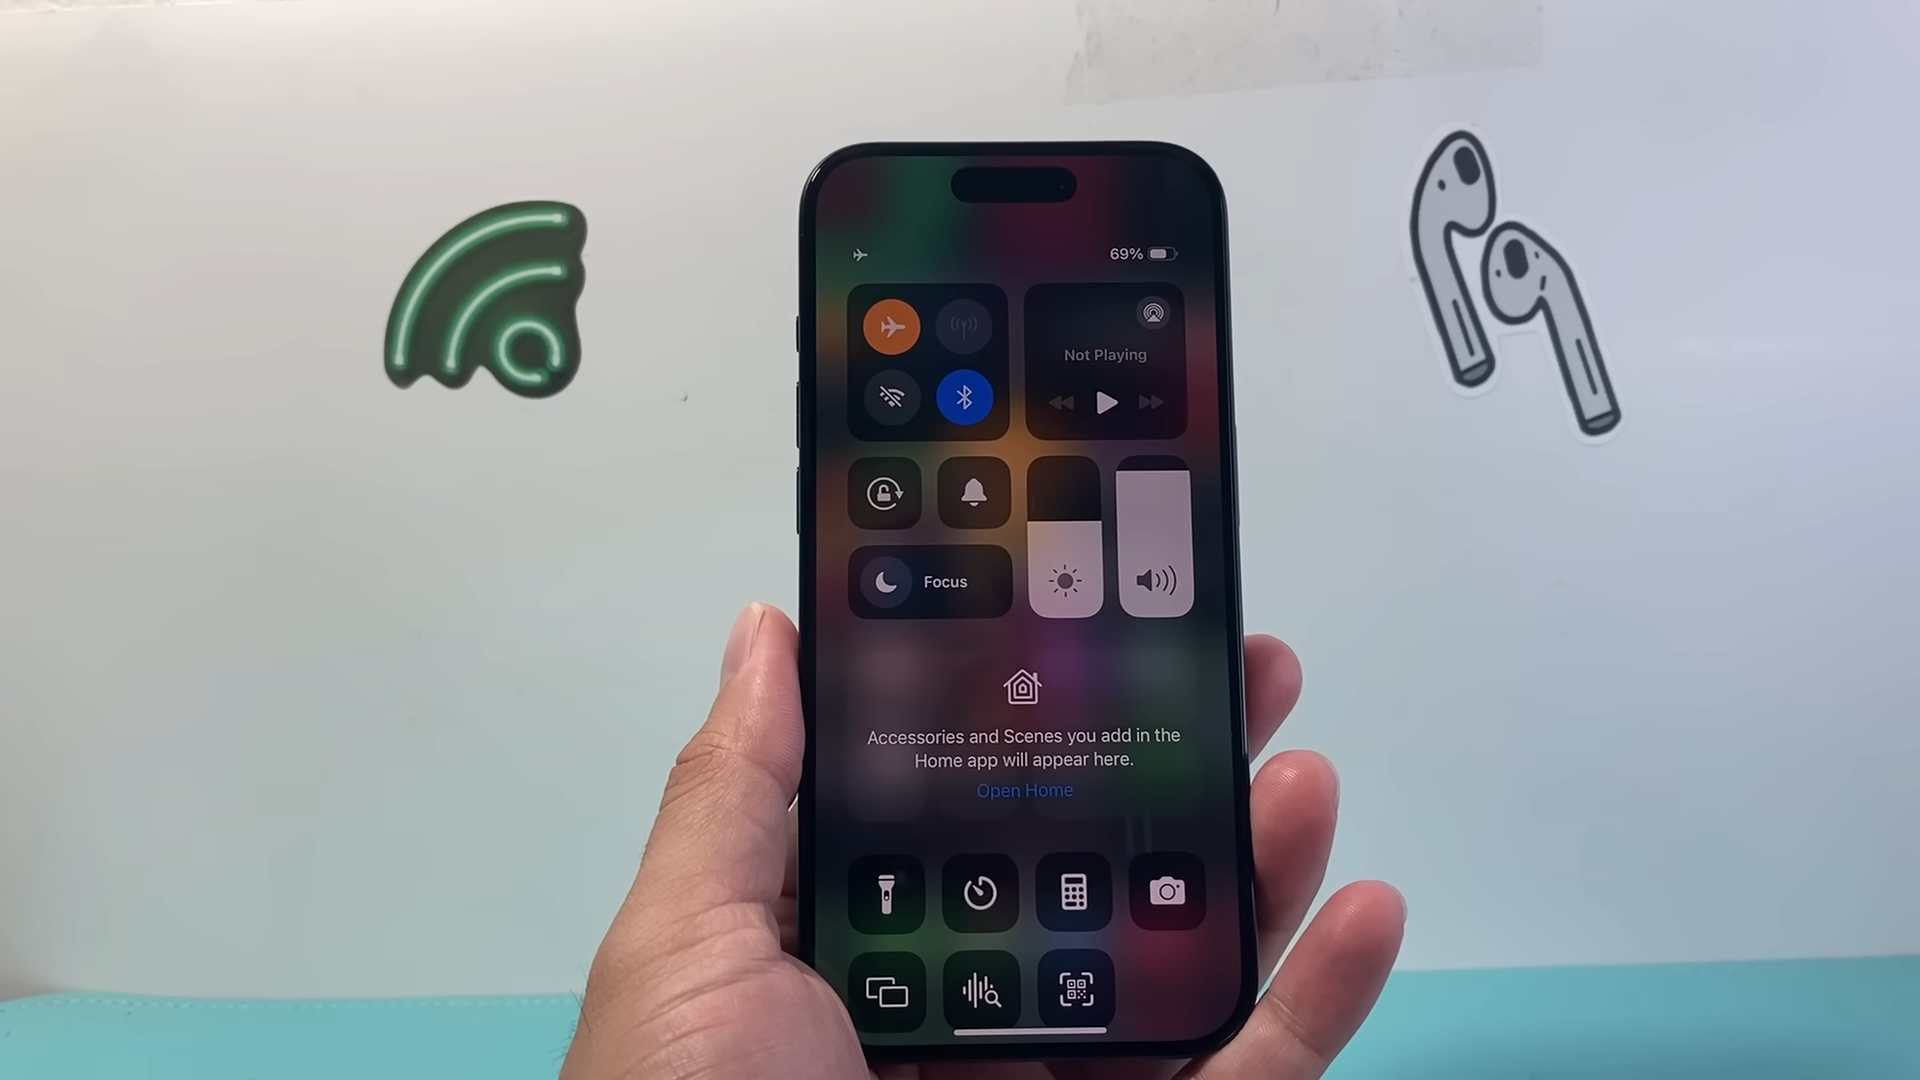 69%
Not Playing
Focus
Accessories and Scenes you add in the
Home app will appear here.
Open Home